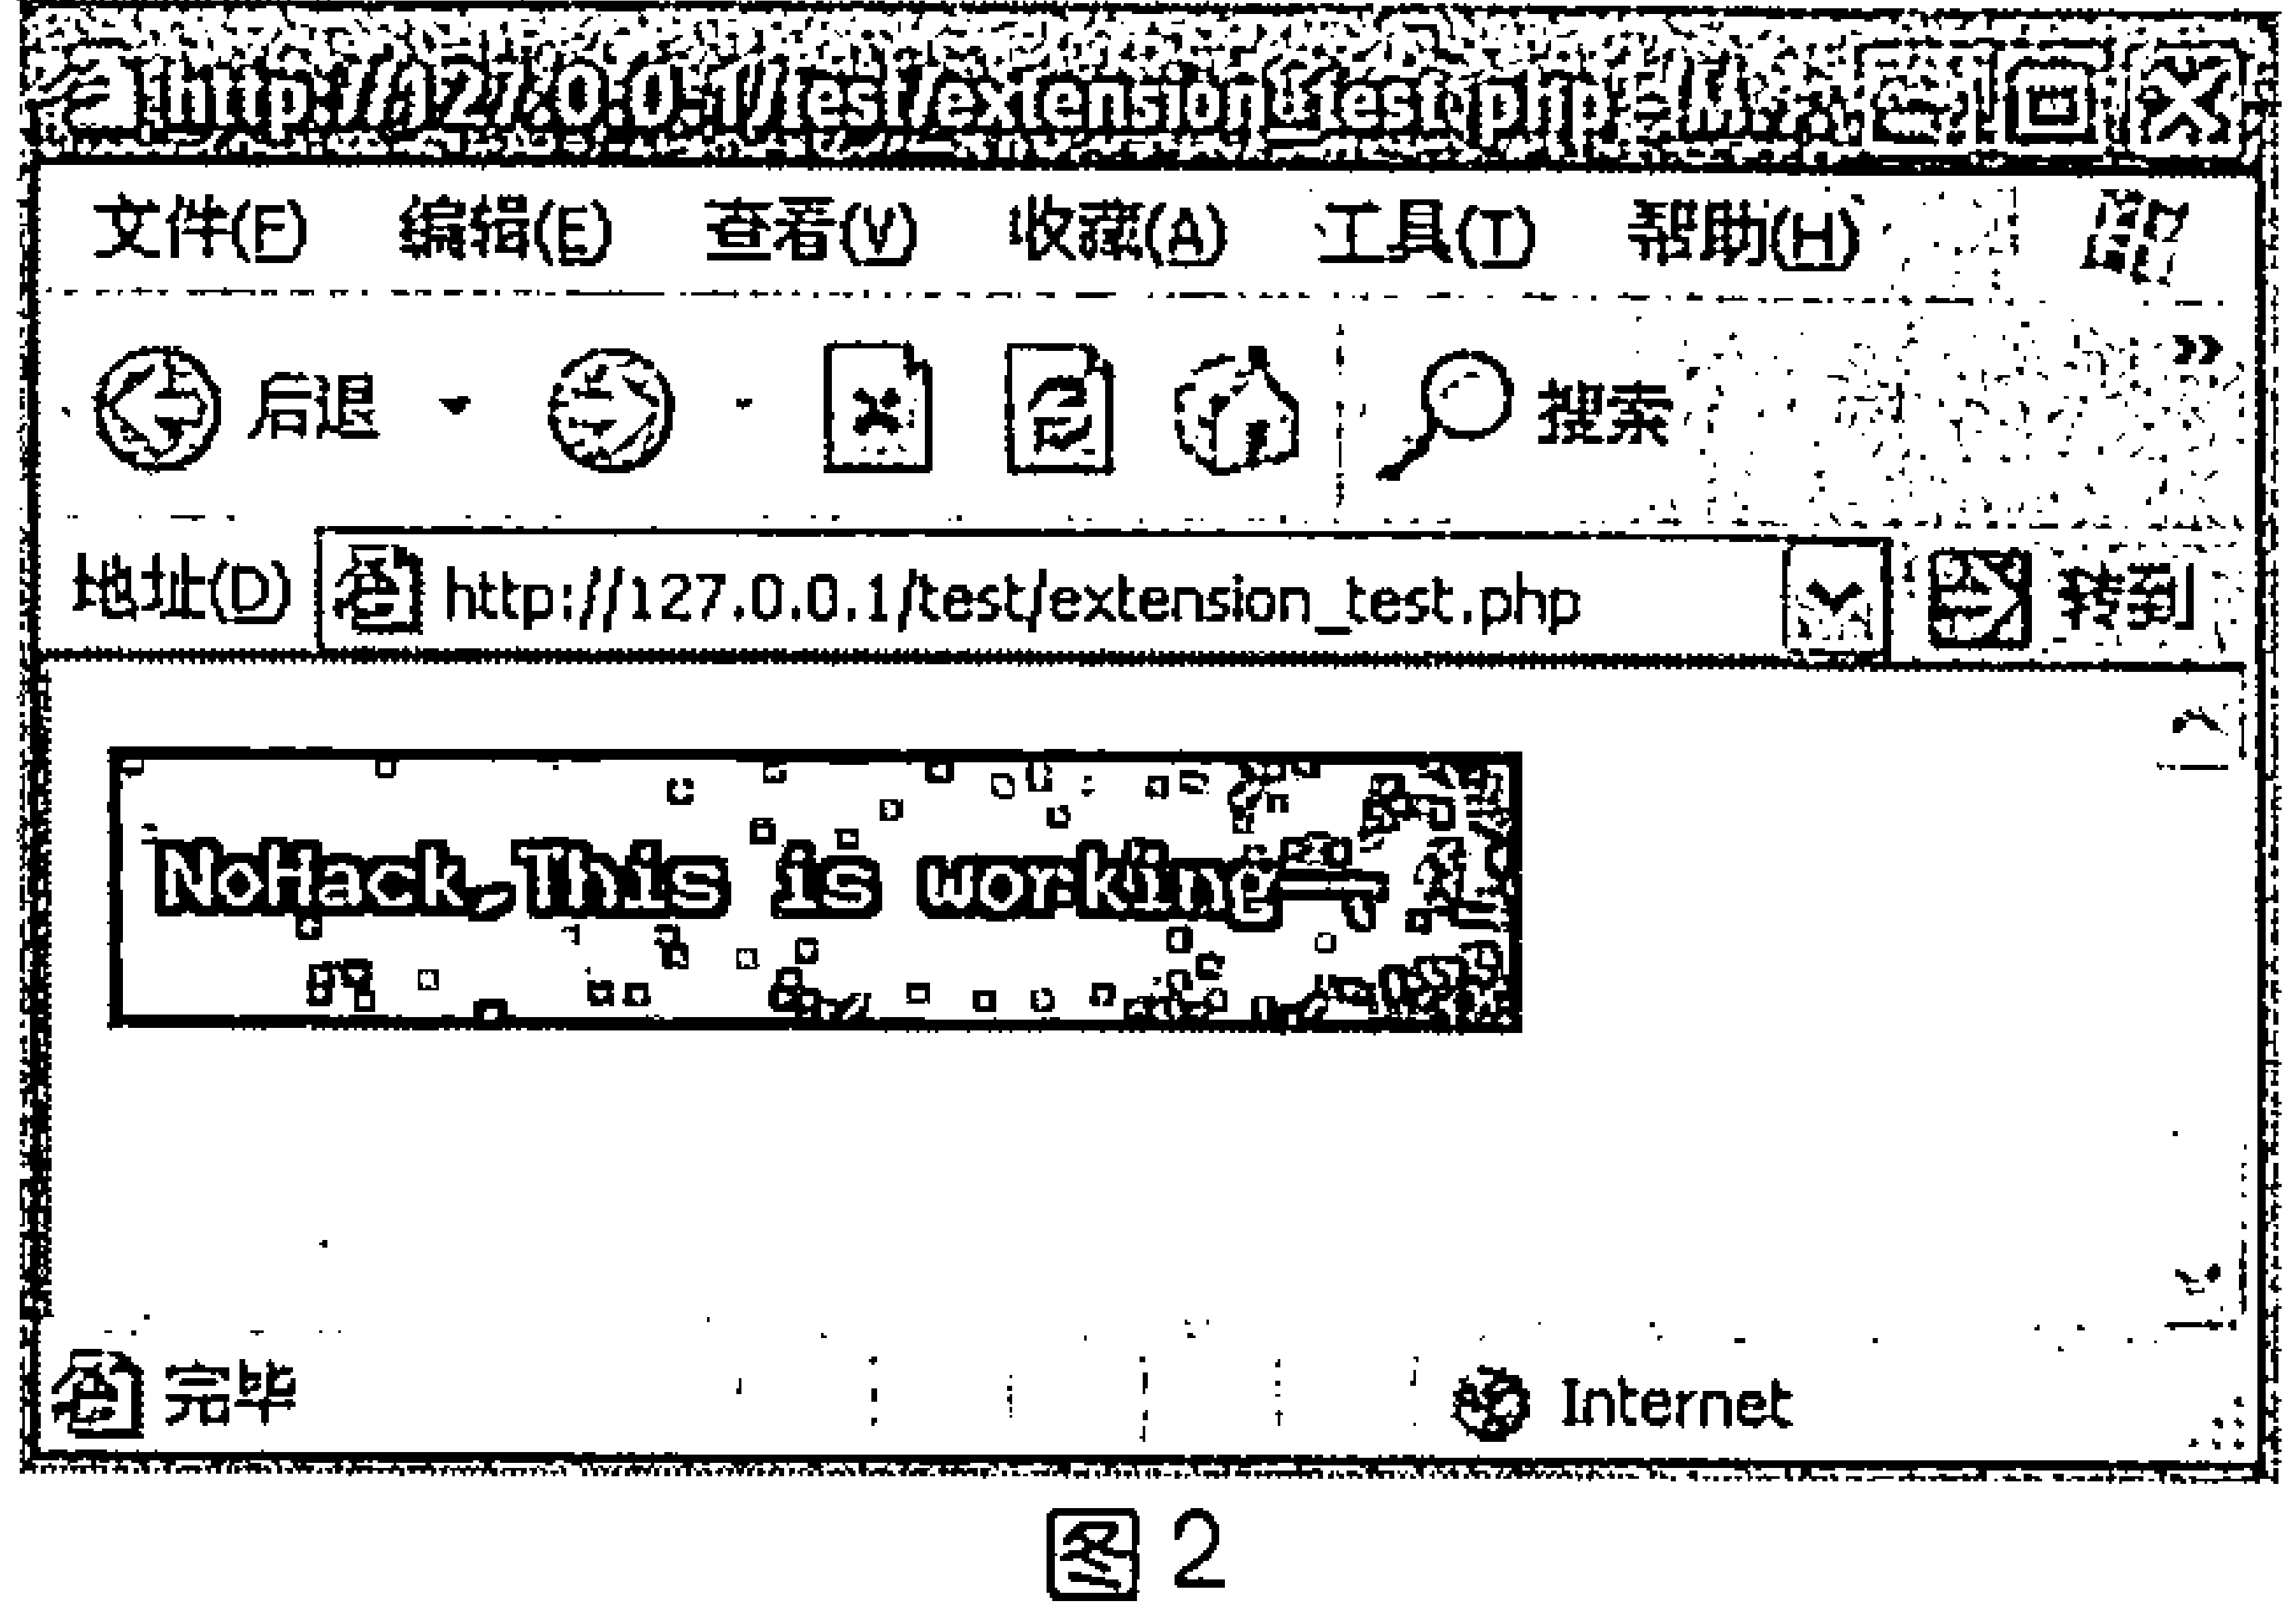 http://127.0.0.1/test/extension_test.php - M
文件(F) 编辑(E) 查看(V) 收藏(A) 工具(T) 帮助(H)
后退 搜索 »
地址(D) http://127.0.0.1/test/extension_test.php 转到
NoHack,This is working
完毕 Internet
图 2